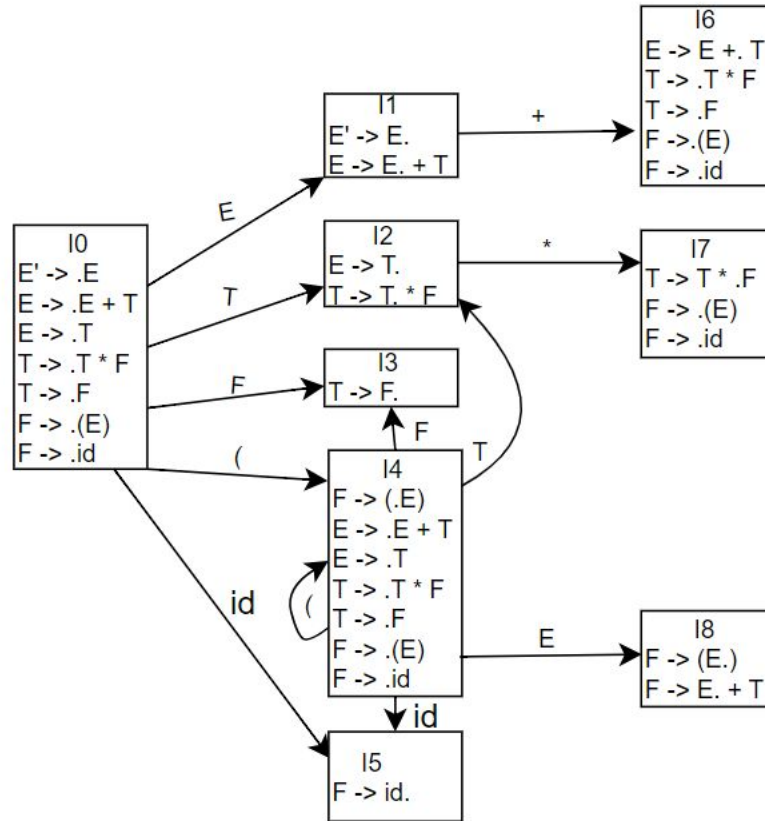 I0
E' -> .E
E -> .E + T
E -> .T
T -> .T * F
T -> .F
F -> .(E)
F -> .id
E
T
F
(
id
I1
E' -> E.
E -> E. + T
+
I2
E -> T.
T -> T. * F
*
I3
T -> F.
F
T
I4
F -> (.E)
E -> .E + T
E -> .T
T -> .T * F
T -> .F
F -> .(E)
F -> .id
(
E
id
I5
F -> id.
I6
E -> E +. T
T -> .T * F
T -> .F
F ->.(E)
F -> .id
I7
T -> T * .F
F -> .(E)
F -> .id
I8
F -> (E.)
F -> E. + T